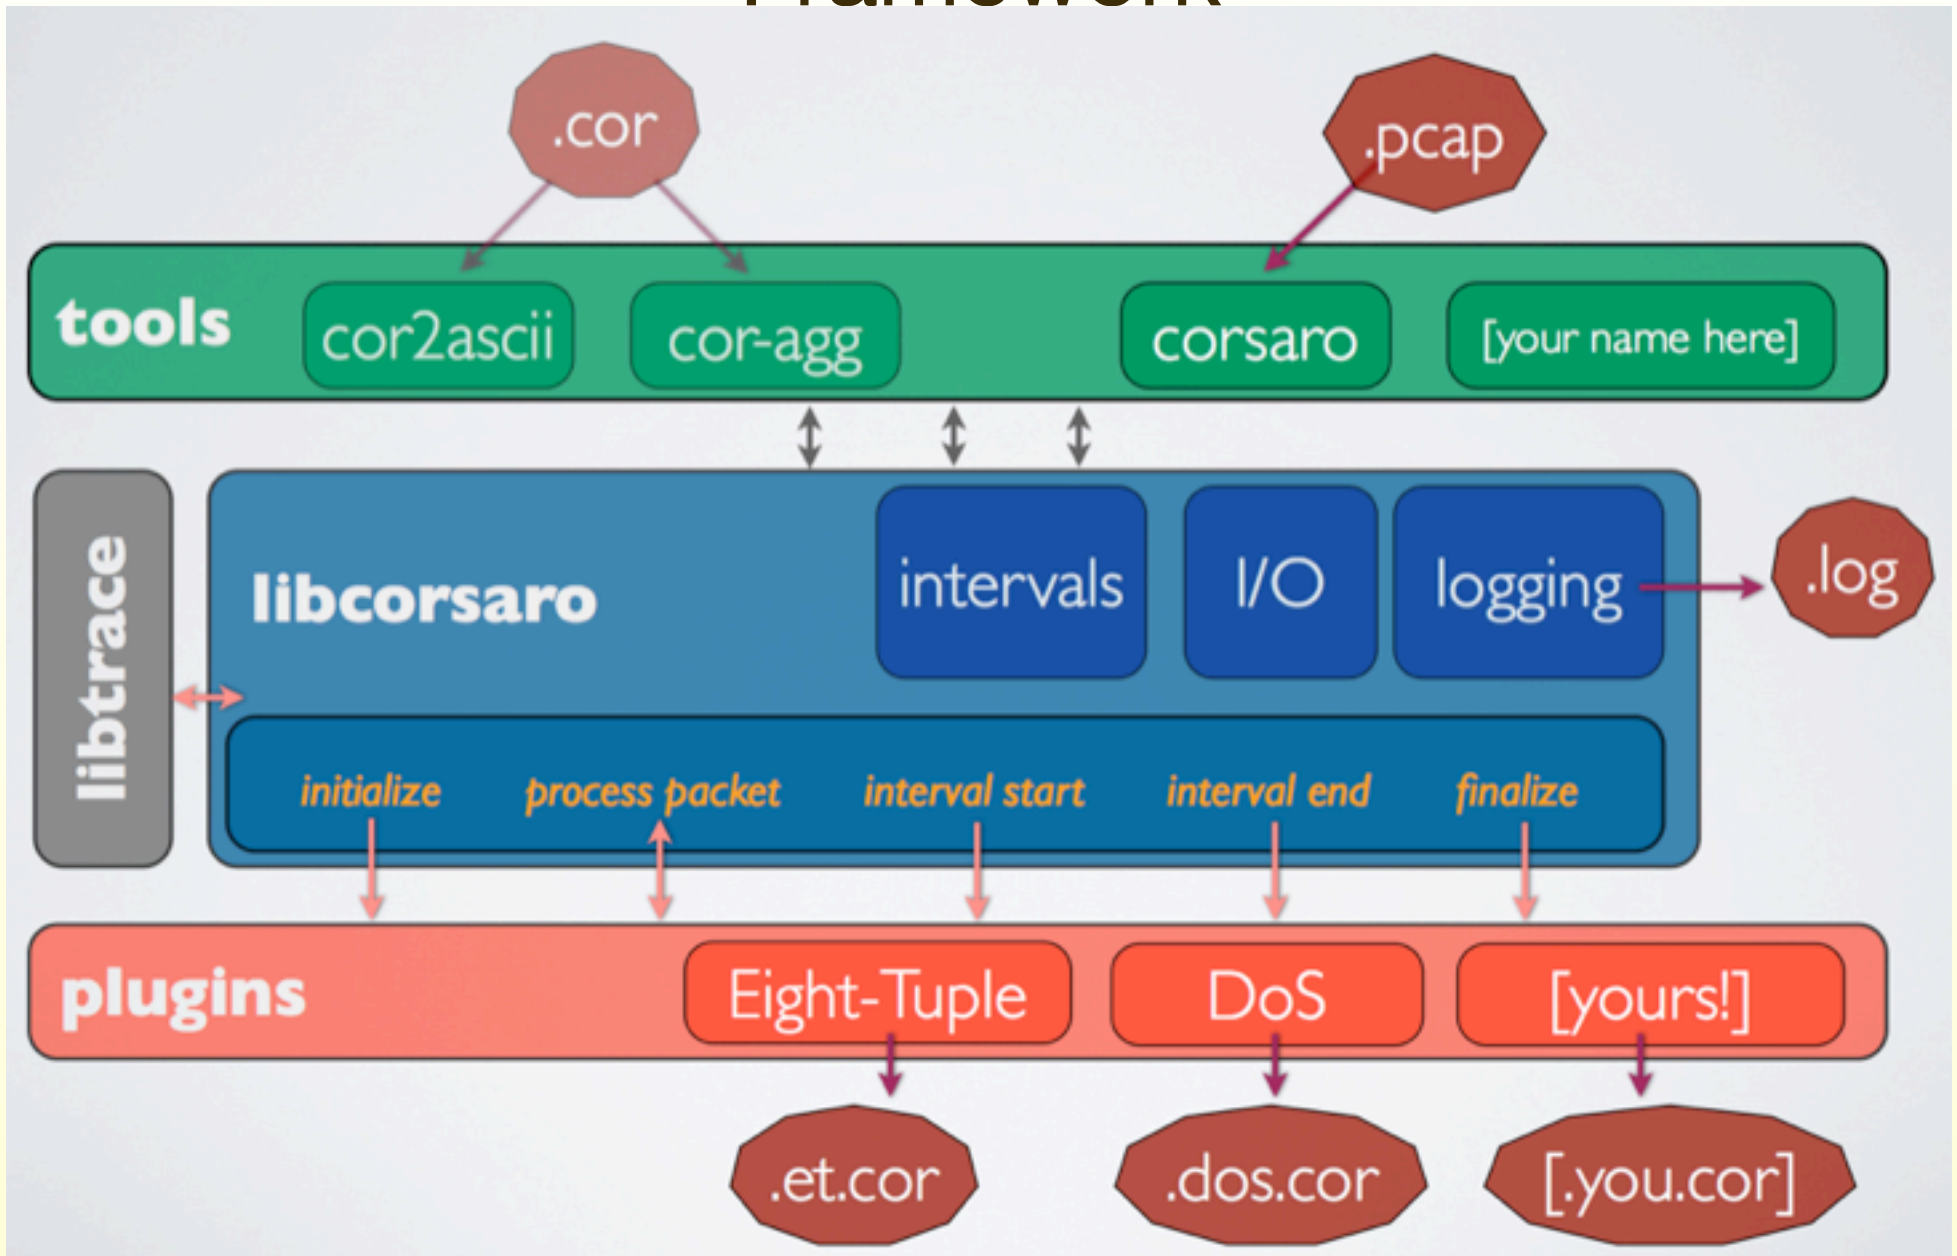 Framework
.cor
.pcap
tools
cor2ascii
cor-agg
corsaro
[your name here]
libtrace
libcorsaro
intervals
I/O
logging
.log
initialize
process packet
interval start
interval end
finalize
plugins
Eight-Tuple
DoS
[yours!]
.et.cor
.dos.cor
[.you.cor]